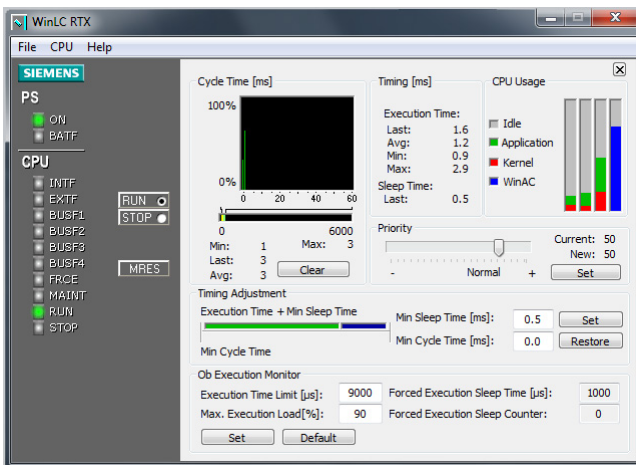 WinLC RTX
File CPU Help
SIEMENS
PS
ON
BATF
CPU
INTF
EXTF
BUSF1
BUSF2
BUSF3
BUSF4
FRCE
MAINT
RUN
STOP
RUN
STOP
MRES
Cycle Time [ms]
100%
0%
0 20 40 60
0 6000
Min: 1 Max: 3
Last: 3
Avg: 3 Clear
Timing [ms]
Execution Time:
Last: 1.6
Avg: 1.2
Min: 0.9
Max: 2.9
Sleep Time:
Last: 0.5
CPU Usage
Idle
Application
Kernel
WinAC
Priority
Current: 50
New: 50
- Normal + Set
Timing Adjustment
Execution Time + Min Sleep Time
Min Cycle Time
Min Sleep Time [ms]: 0.5 Set
Min Cycle Time [ms]: 0.0 Restore
Ob Execution Monitor
Execution Time Limit [µs]: 9000 Forced Execution Sleep Time [µs]: 1000
Max. Execution Load[%]: 90 Forced Execution Sleep Counter: 0
Set Default